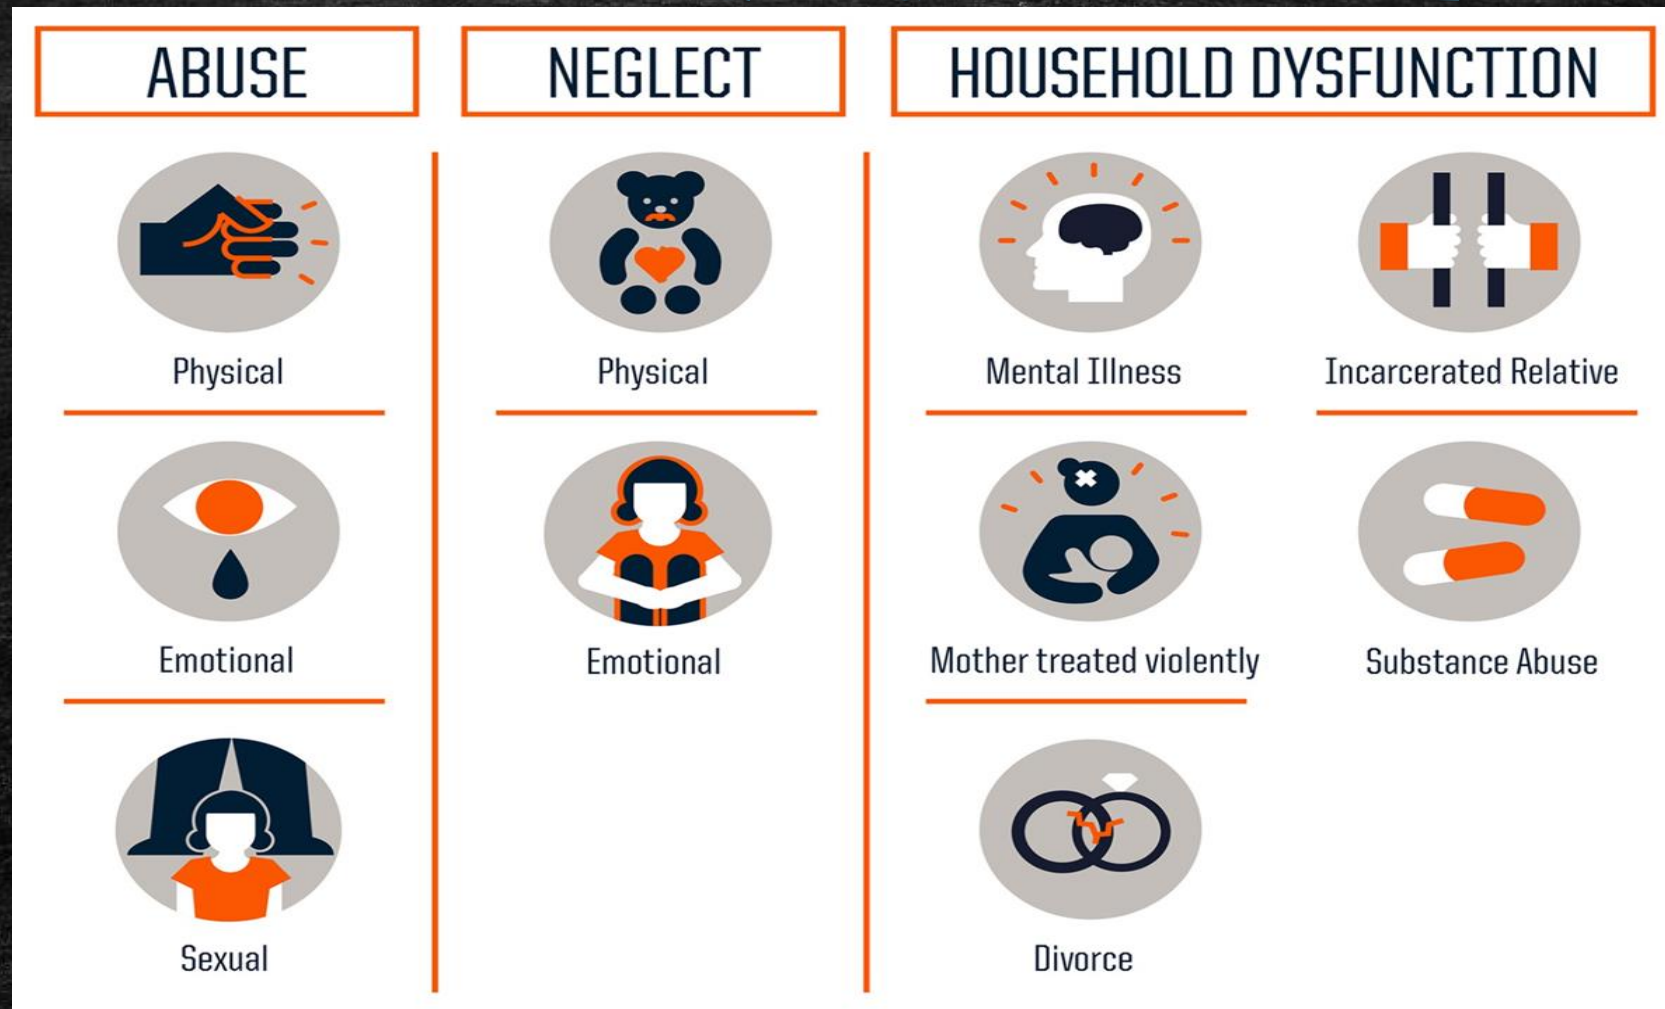 ABUSE
Physical
Emotional
Sexual
NEGLECT
Physical
Emotional
HOUSEHOLD DYSFUNCTION
Mental Illness
Incarcerated Relative
Mother treated violently
Substance Abuse
Divorce